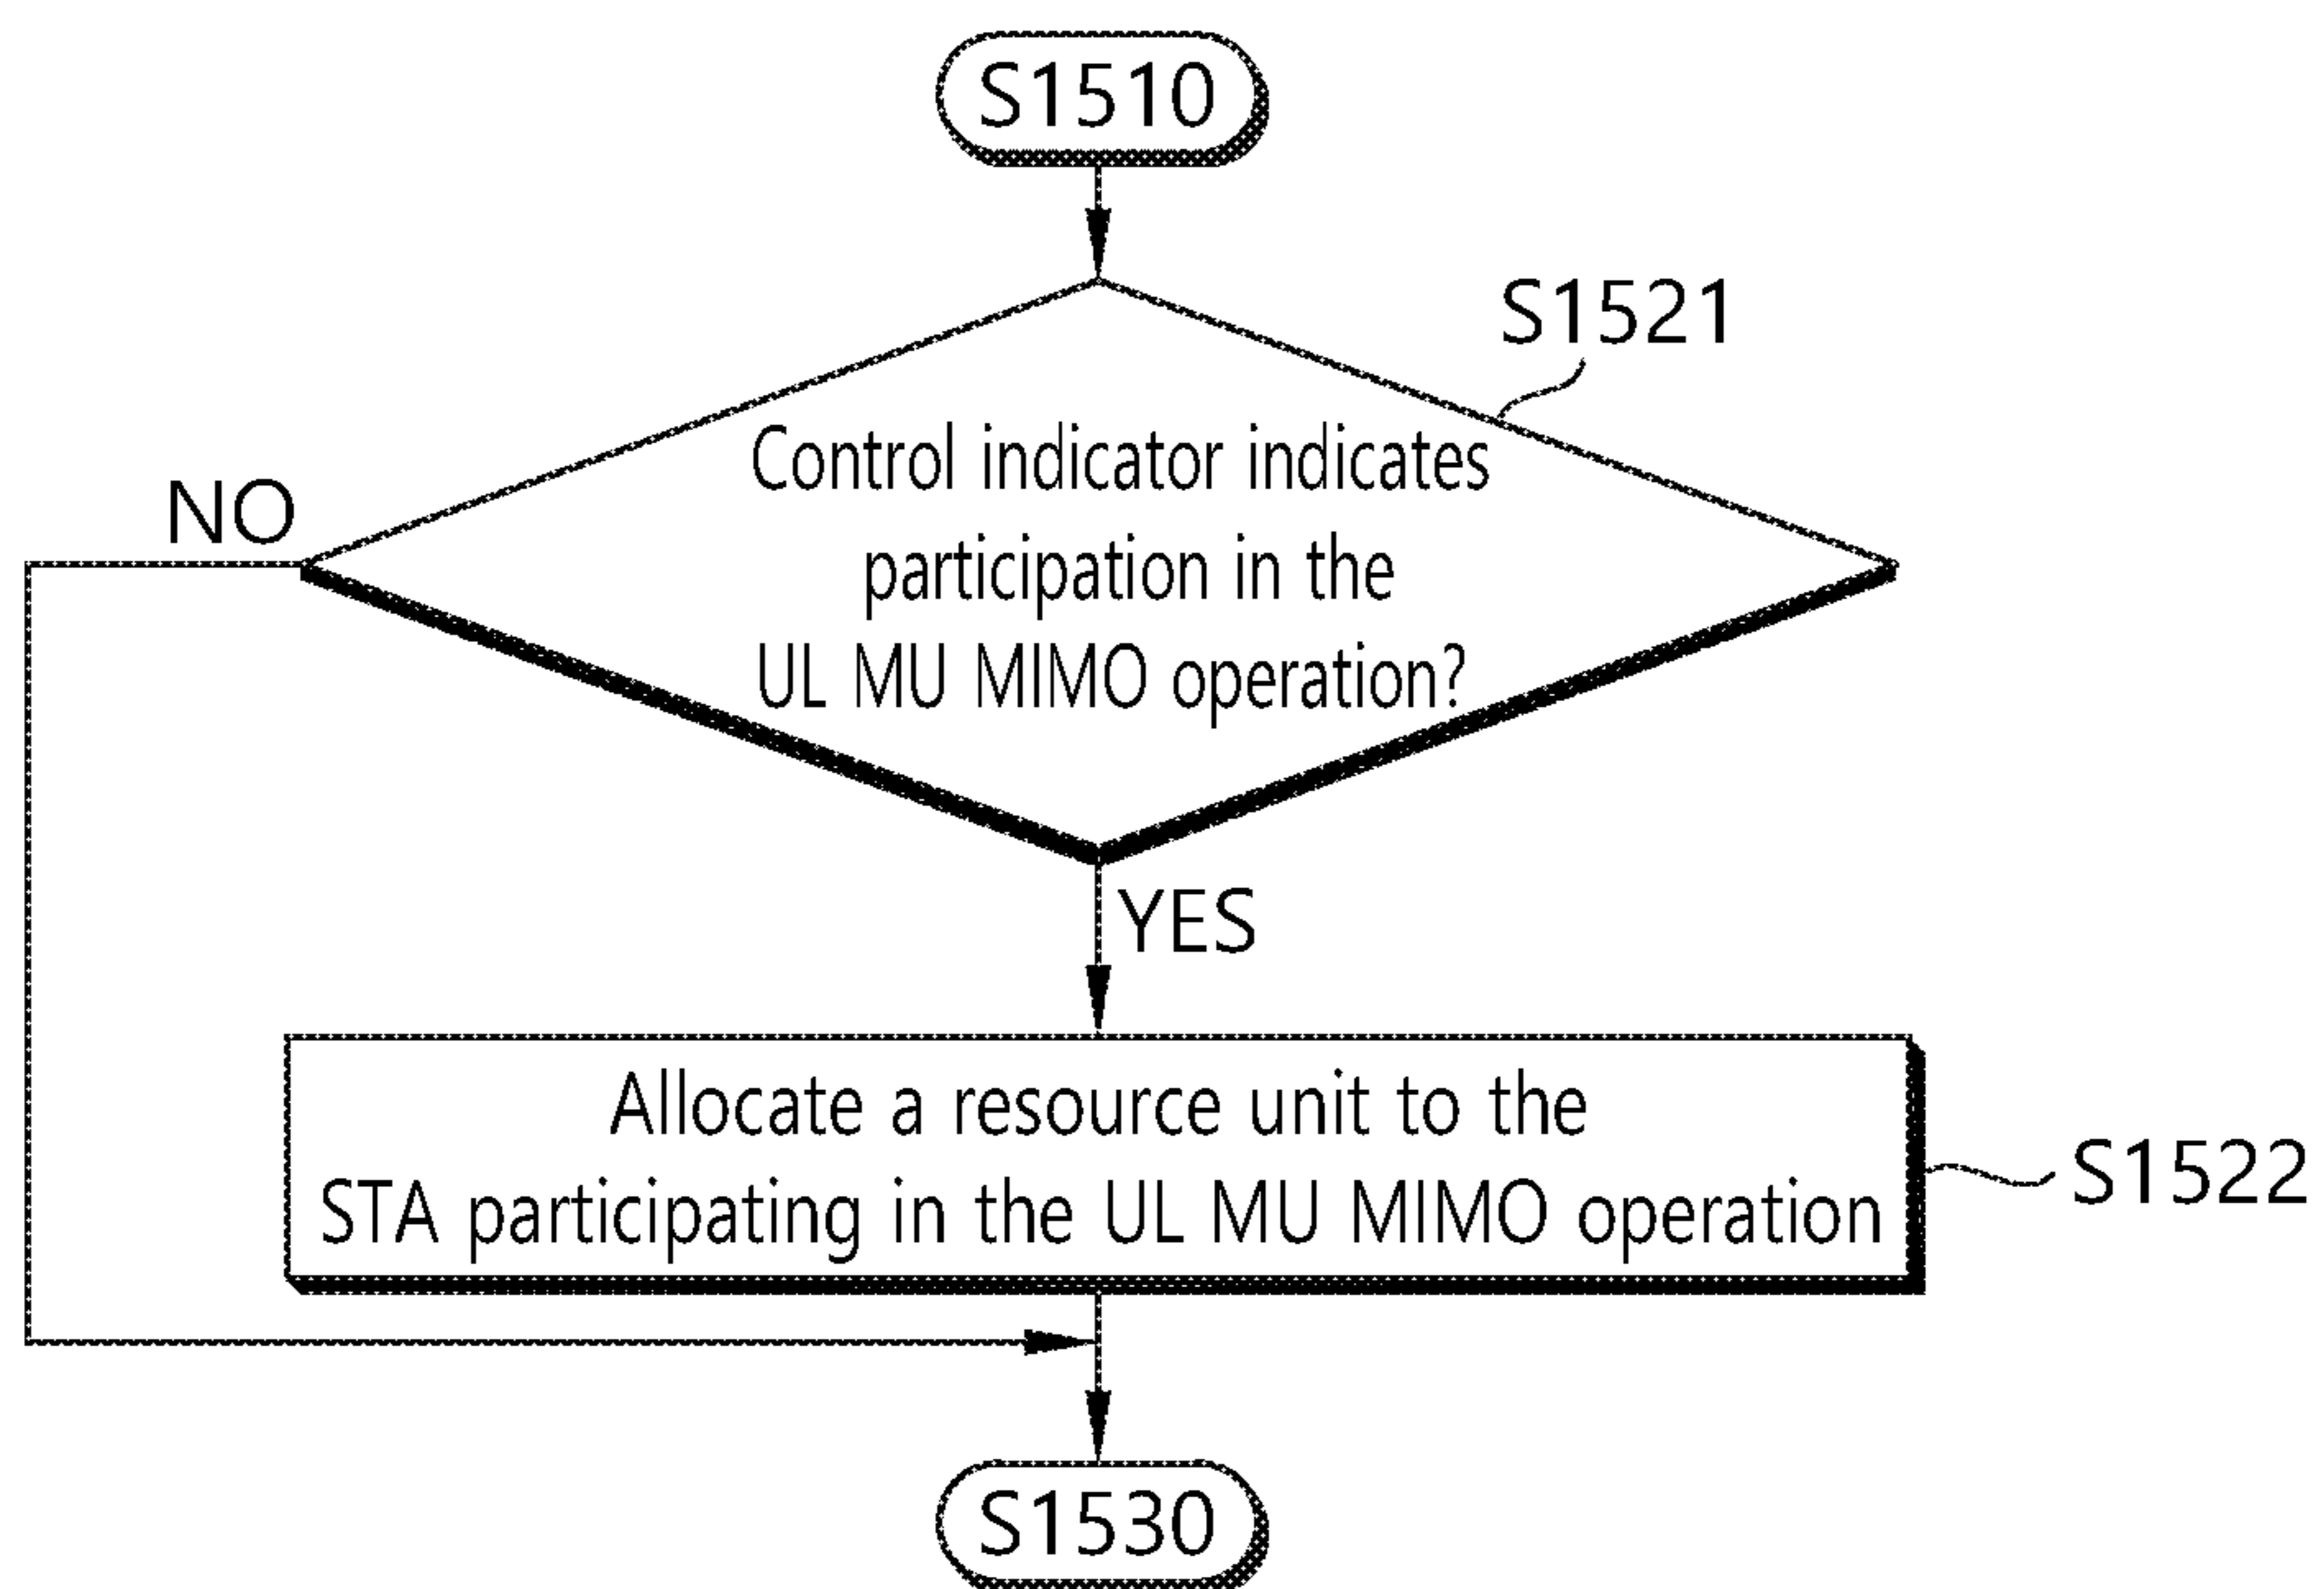 S1510
S1521
Control indicator indicates
participation in the
UL MU MIMO operation?
NO
YES
Allocate a resource unit to the
STA participating in the UL MU MIMO operation
S1522
S1530